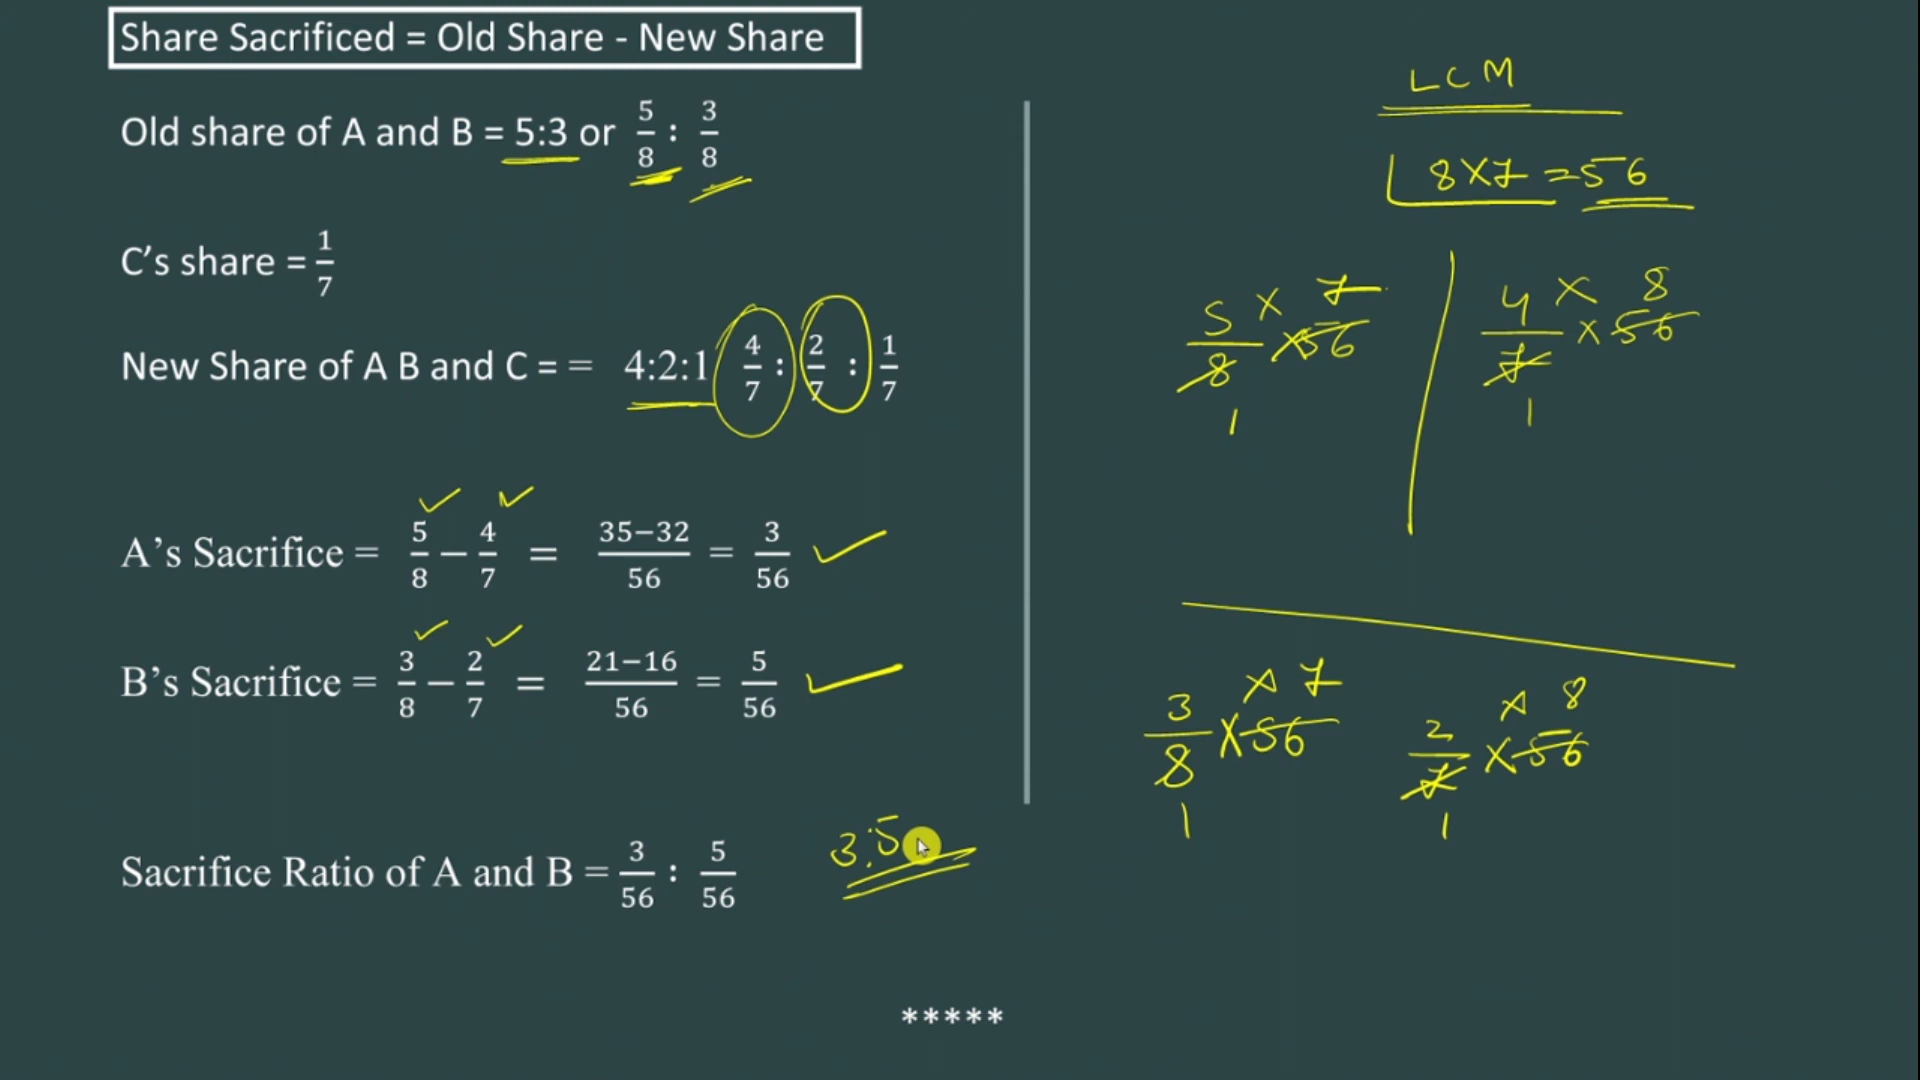 Share Sacrificed = Old Share - New Share
Old share of A and B = 5:3 or 5/8 : 3/8
C’s share = 1/7
New Share of A B and C = = 4:2:1 4/7 : 2/7 : 1/7
A’s Sacrifice = 5/8 − 4/7 = 35−32/56 = 3/56
B’s Sacrifice = 3/8 − 2/7 = 21−16/56 = 5/56
Sacrifice Ratio of A and B = 3/56 : 5/56 3:5
*****
LCM
8×7 = 56
5/8 × 56 × 7
1
4/7 × 56 × 8
1
3/8 × 56 × 7
1
2/7 × 56 × 8
1